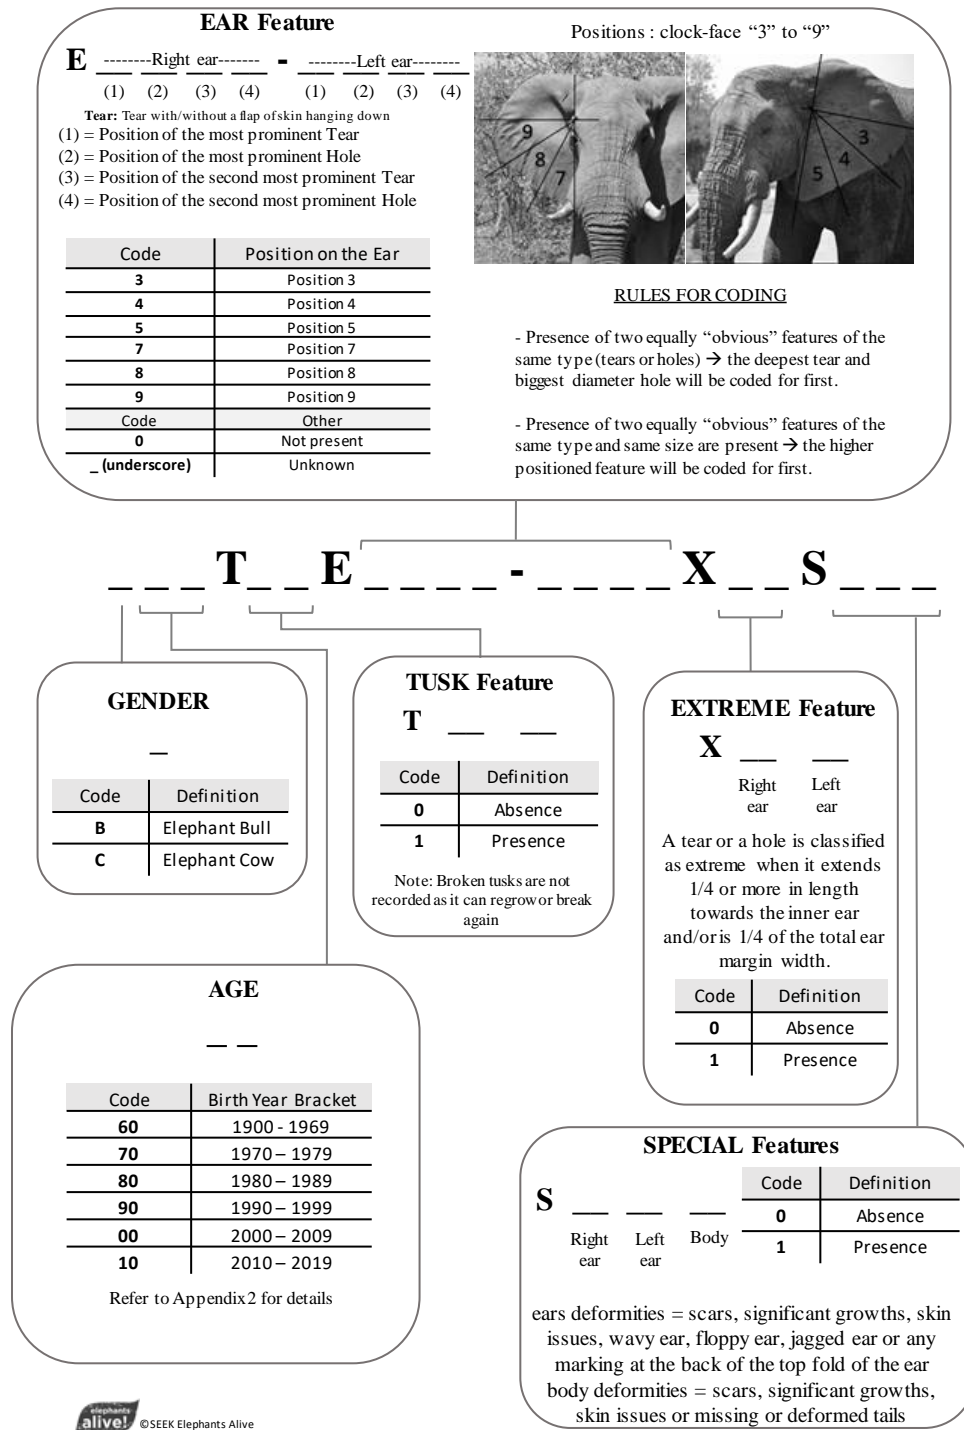 EAR Feature
E --------Right ear------- - --------Left ear--------
(1) (2) (3) (4) (1) (2) (3) (4)
Tear: Tear with/without a flap of skin hanging down
(1) = Position of the most prominent Tear
(2) = Position of the most prominent Hole
(3) = Position of the second most prominent Tear
(4) = Position of the second most prominent Hole
Code Position on the Ear
3 Position 3
4 Position 4
5 Position 5
7 Position 7
8 Position 8
9 Position 9
Code Other
0 Not present
_ (underscore) Unknown
Positions : clock-face “3” to “9”
9
8
7
3
4
5
RULES FOR CODING
- Presence of two equally “obvious” features of the
same type (tears or holes) → the deepest tear and
biggest diameter hole will be coded for first.
- Presence of two equally “obvious” features of the
same type and same size are present → the higher
positioned feature will be coded for first.
_ _ _ T _ _ E _ _ _ _ - _ _ _ _ X _ _ S _ _ _
GENDER
_
Code Definition
B Elephant Bull
C Elephant Cow
TUSK Feature
T __ __
Code Definition
0 Absence
1 Presence
Note: Broken tusks are not
recorded as it can regrow or break
again
EXTREME Feature
X __ __
Right Left
ear ear
A tear or a hole is classified
as extreme when it extends
1/4 or more in length
towards the inner ear
and/or is 1/4 of the total ear
margin width.
Code Definition
0 Absence
1 Presence
AGE
_ _
Code Birth Year Bracket
60 1900 - 1969
70 1970 – 1979
80 1980 – 1989
90 1990 – 1999
00 2000 – 2009
10 2010 – 2019
Refer to Appendix 2 for details
SPECIAL Features
S __ __ __
Right Left Body
ear ear
Code Definition
0 Absence
1 Presence
ears deformities = scars, significant growths, skin
issues, wavy ear, floppy ear, jagged ear or any
marking at the back of the top fold of the ear
body deformities = scars, significant growths,
skin issues or missing or deformed tails
elephants
alive!
©SEEK Elephants Alive